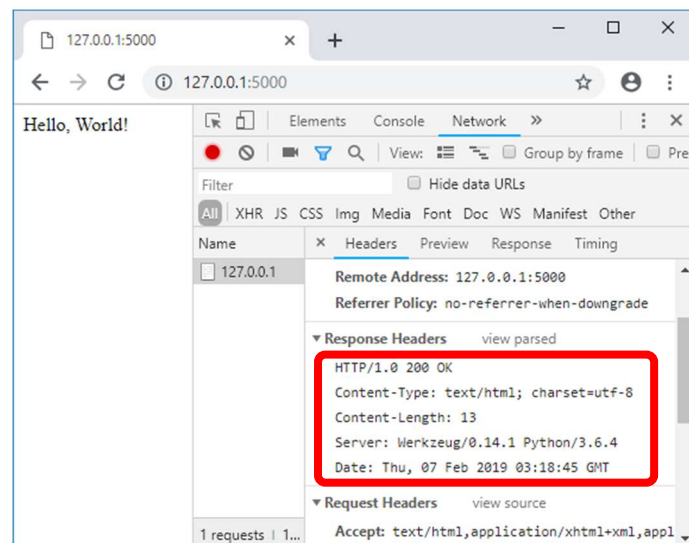 127.0.0.1:5000
127.0.0.1:5000
Hello, World!
Elements Console Network »
View: Group by frame Pre
Filter Hide data URLs
All XHR JS CSS Img Media Font Doc WS Manifest Other
Name × Headers Preview Response Timing
127.0.0.1
Remote Address: 127.0.0.1:5000
Referrer Policy: no-referrer-when-downgrade
Response Headers view parsed
HTTP/1.0 200 OK
Content-Type: text/html; charset=utf-8
Content-Length: 13
Server: Werkzeug/0.14.1 Python/3.6.4
Date: Thu, 07 Feb 2019 03:18:45 GMT
Request Headers view source
1 requests | 1...
Accept: text/html,application/xhtml+xml,appl